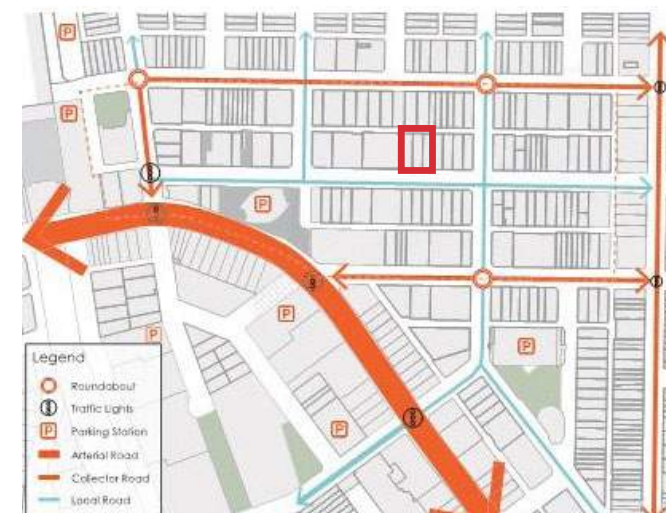 P
P
P
P
P
P
P
Legend
Roundabout
Traffic Lights
P Parking Station
Arterial Road
Collector Road
Local Road